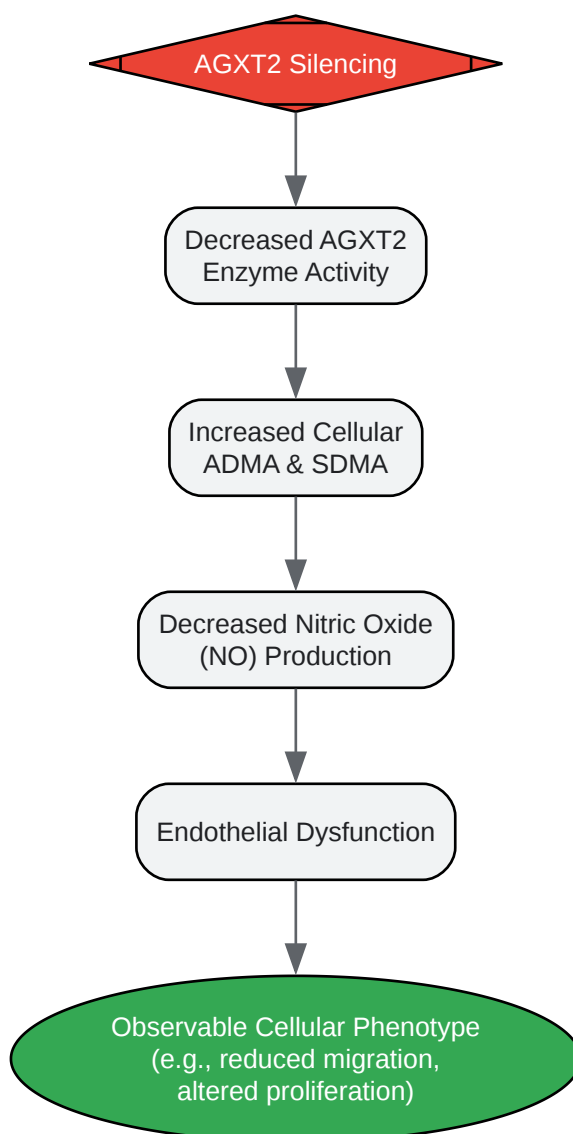 AGXT2 Silencing
Decreased AGXT2
Enzyme Activity
Increased Cellular
ADMA & SDMA
Decreased Nitric Oxide
(NO) Production
Endothelial Dysfunction
Observable Cellular Phenotype
(e.g., reduced migration,
altered proliferation)